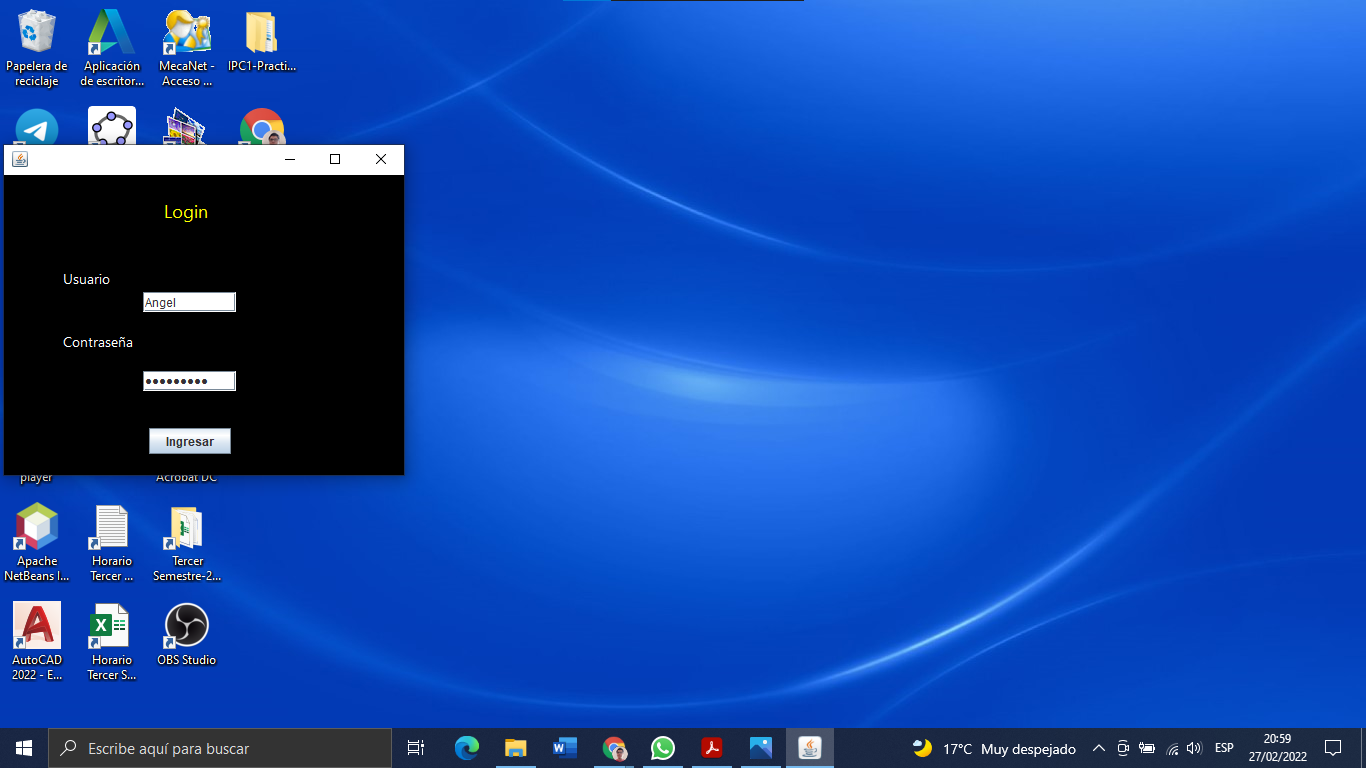 Papelera de
reciclaje
Aplicación
de escritor...
MecaNet -
Acceso ...
IPC1-Practi...
Login
Usuario
Angel
Contraseña
•••••••••
Ingresar
player
Acrobat DC
Apache
NetBeans I...
Horario
Tercer ...
Tercer
Semestre-2...
AutoCAD
2022 - E...
Horario
Tercer S...
OBS Studio
Escribe aquí para buscar
17°C Muy despejado
ESP
20:59
27/02/2022